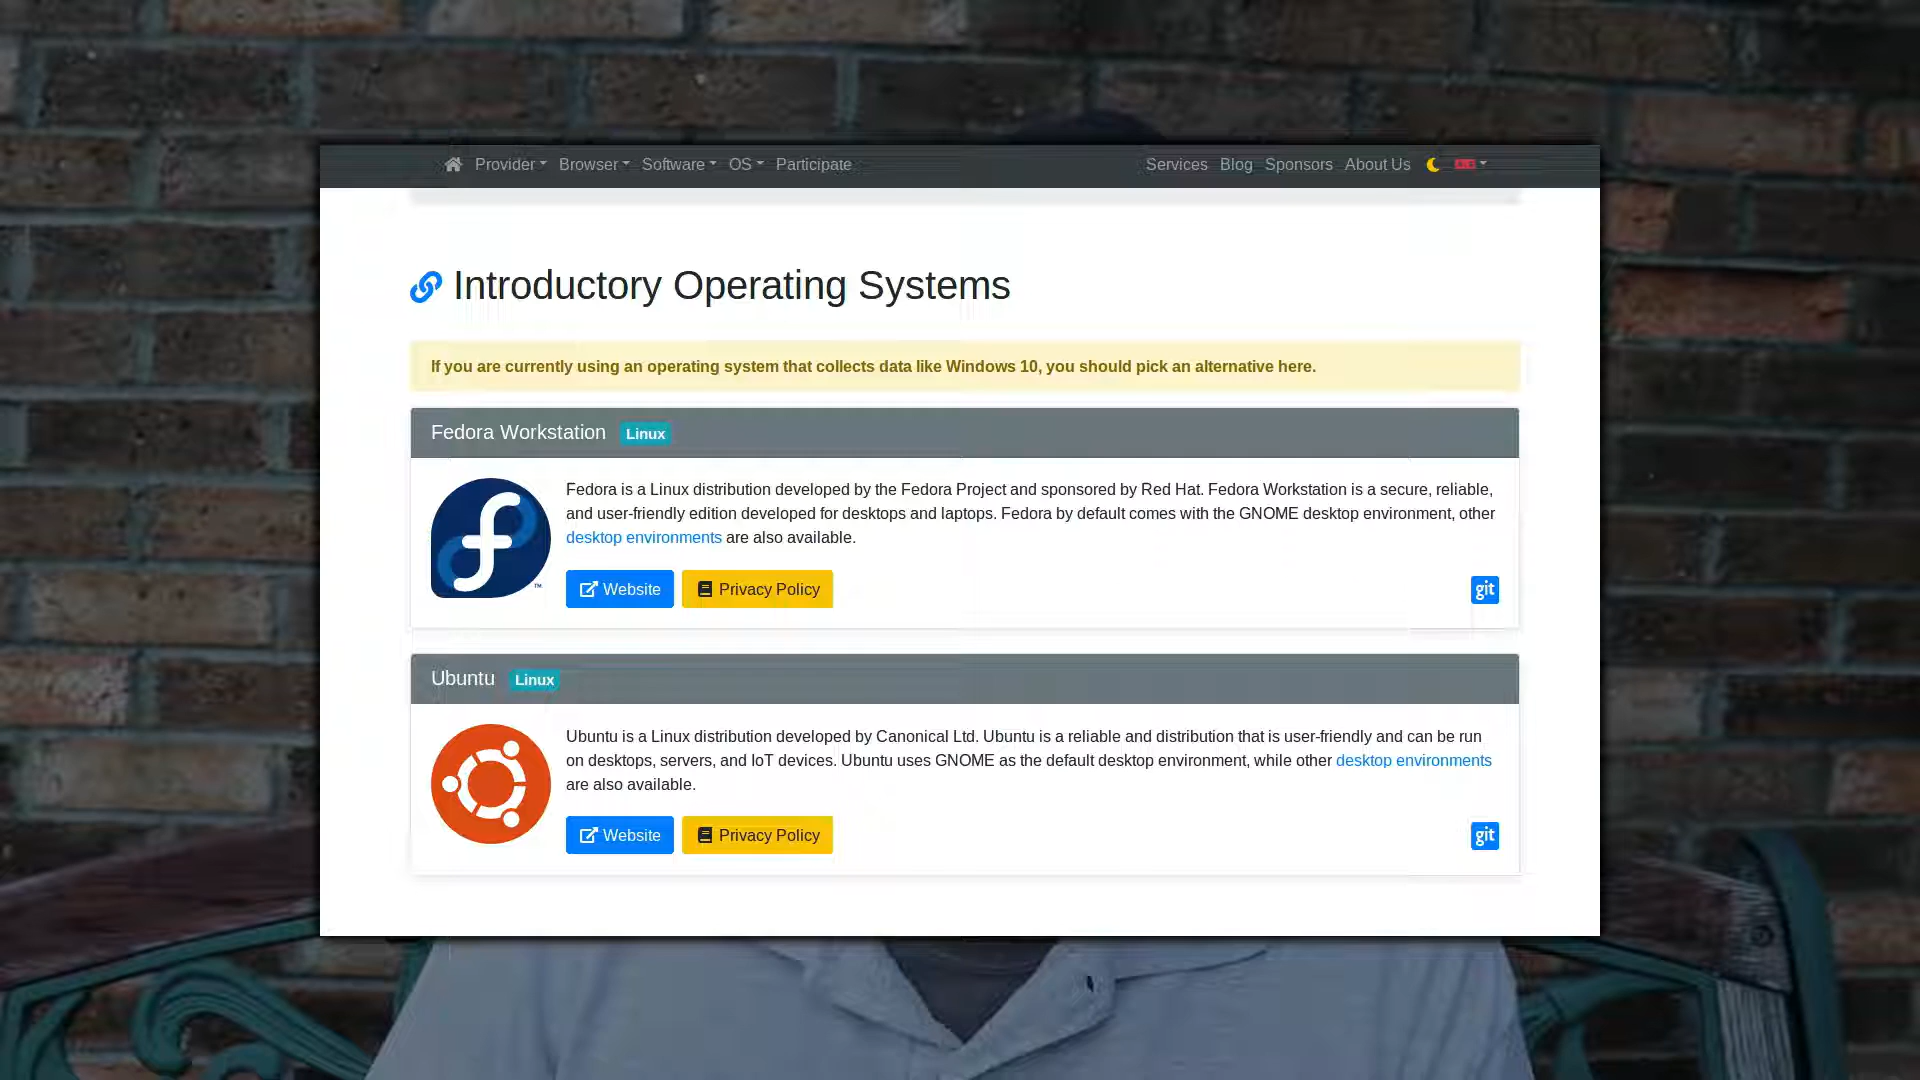 Provider Browser Software OS Participate Services Blog Sponsors About Us
Introductory Operating Systems
If you are currently using an operating system that collects data like Windows 10, you should pick an alternative here.
Fedora Workstation Linux
Fedora is a Linux distribution developed by the Fedora Project and sponsored by Red Hat. Fedora Workstation is a secure, reliable,
and user-friendly edition developed for desktops and laptops. Fedora by default comes with the GNOME desktop environment, other
desktop environments are also available.
TM
Website Privacy Policy git
Ubuntu Linux
Ubuntu is a Linux distribution developed by Canonical Ltd. Ubuntu is a reliable and distribution that is user-friendly and can be run
on desktops, servers, and IoT devices. Ubuntu uses GNOME as the default desktop environment, while other desktop environments
are also available.
Website Privacy Policy git